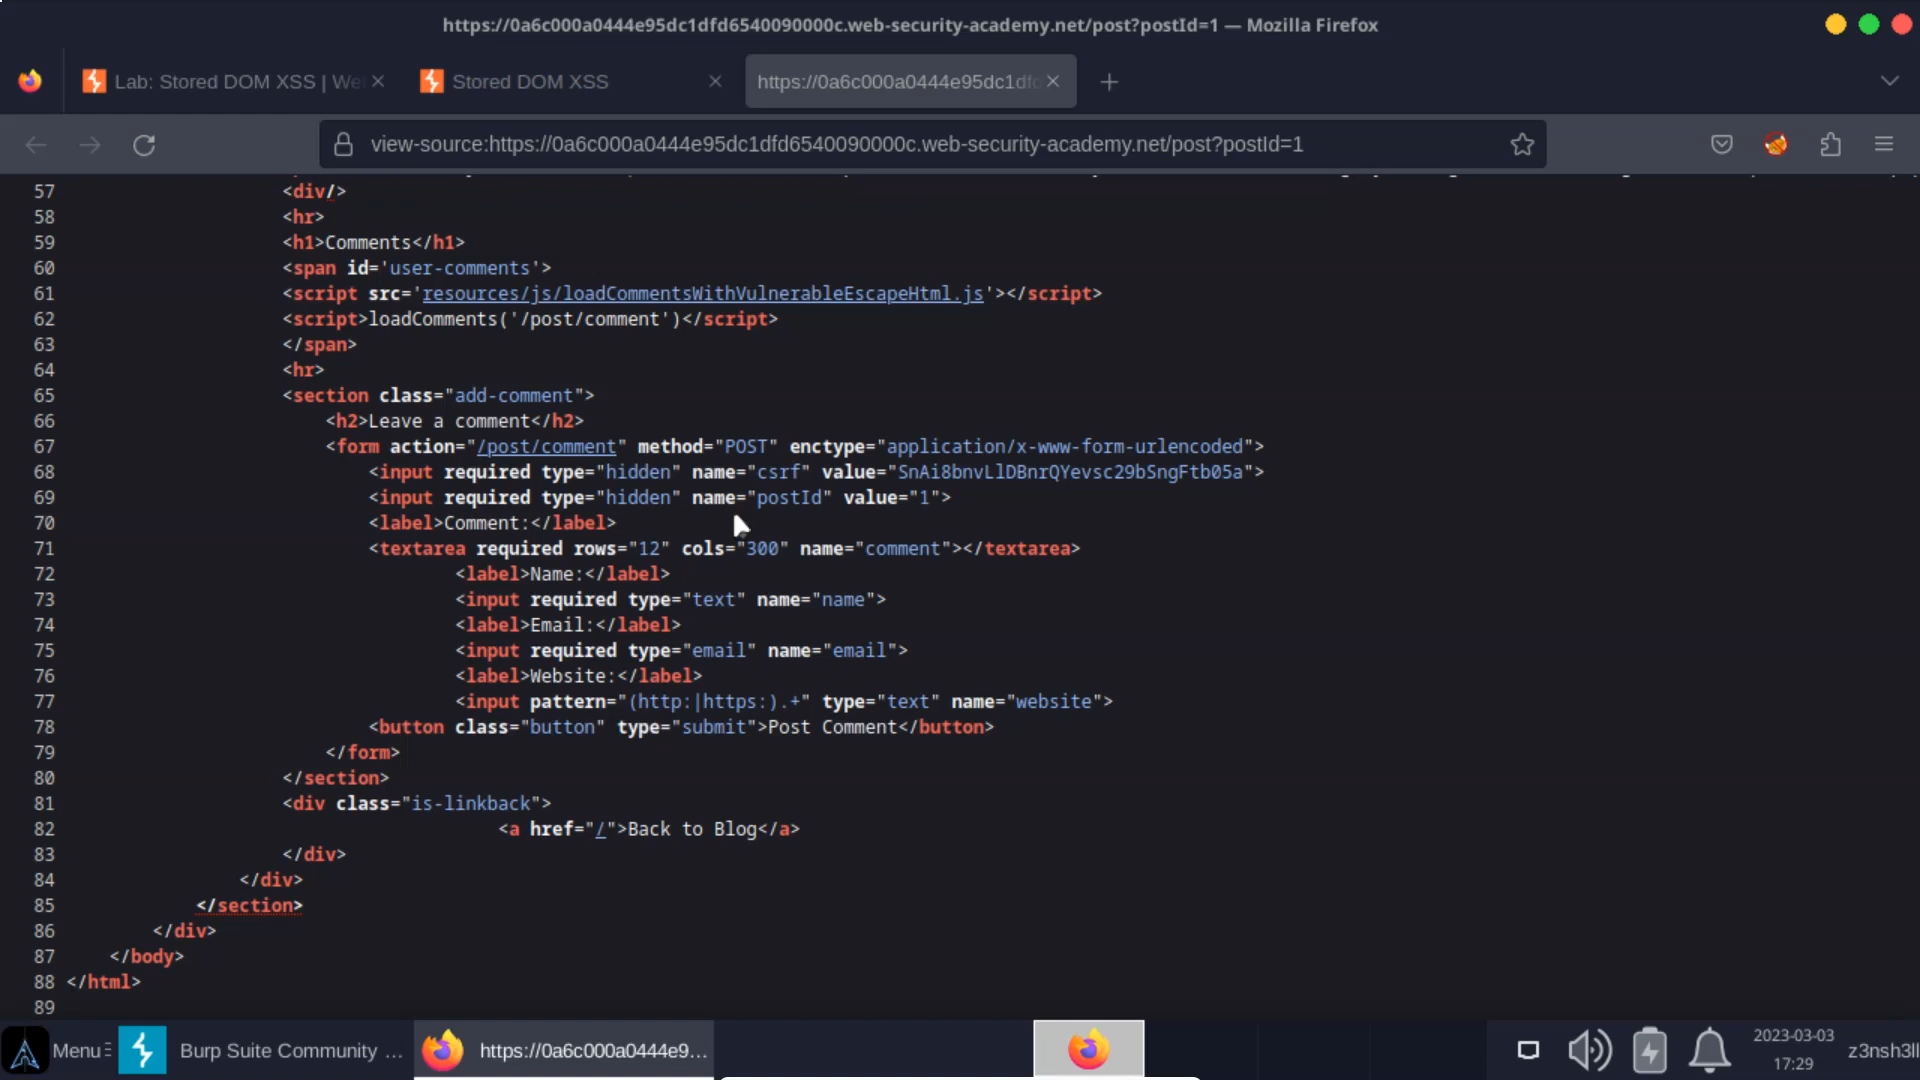 https://0a6c000a0444e95dc1dfd6540090000c.web-security-academy.net/post?postId=1 — Mozilla Firefox
Lab: Stored DOM XSS | We
Stored DOM XSS
https://0a6c000a0444e95dc1dfd
view-source:https://0a6c000a0444e95dc1dfd6540090000c.web-security-academy.net/post?postId=1
57 <div/>
58 <hr>
59 <h1>Comments</h1>
60 <span id='user-comments'>
61 <script src='resources/js/loadCommentsWithVulnerableEscapeHtml.js'></script>
62 <script>loadComments('/post/comment')</script>
63 </span>
64 <hr>
65 <section class="add-comment">
66 <h2>Leave a comment</h2>
67 <form action="/post/comment" method="POST" enctype="application/x-www-form-urlencoded">
68 <input required type="hidden" name="csrf" value="SnAi8bnvLlDBnrQYevsc29bSngFtb05a">
69 <input required type="hidden" name="postId" value="1">
70 <label>Comment:</label>
71 <textarea required rows="12" cols="300" name="comment"></textarea>
72 <label>Name:</label>
73 <input required type="text" name="name">
74 <label>Email:</label>
75 <input required type="email" name="email">
76 <label>Website:</label>
77 <input pattern="(http:|https:).+" type="text" name="website">
78 <button class="button" type="submit">Post Comment</button>
79 </form>
80 </section>
81 <div class="is-linkback">
82 <a href="/">Back to Blog</a>
83 </div>
84 </div>
85 </section>
86 </div>
87 </body>
88 </html>
89
Menu
Burp Suite Community ...
https://0a6c000a0444e9...
2023-03-03
17:29
z3nsh3ll